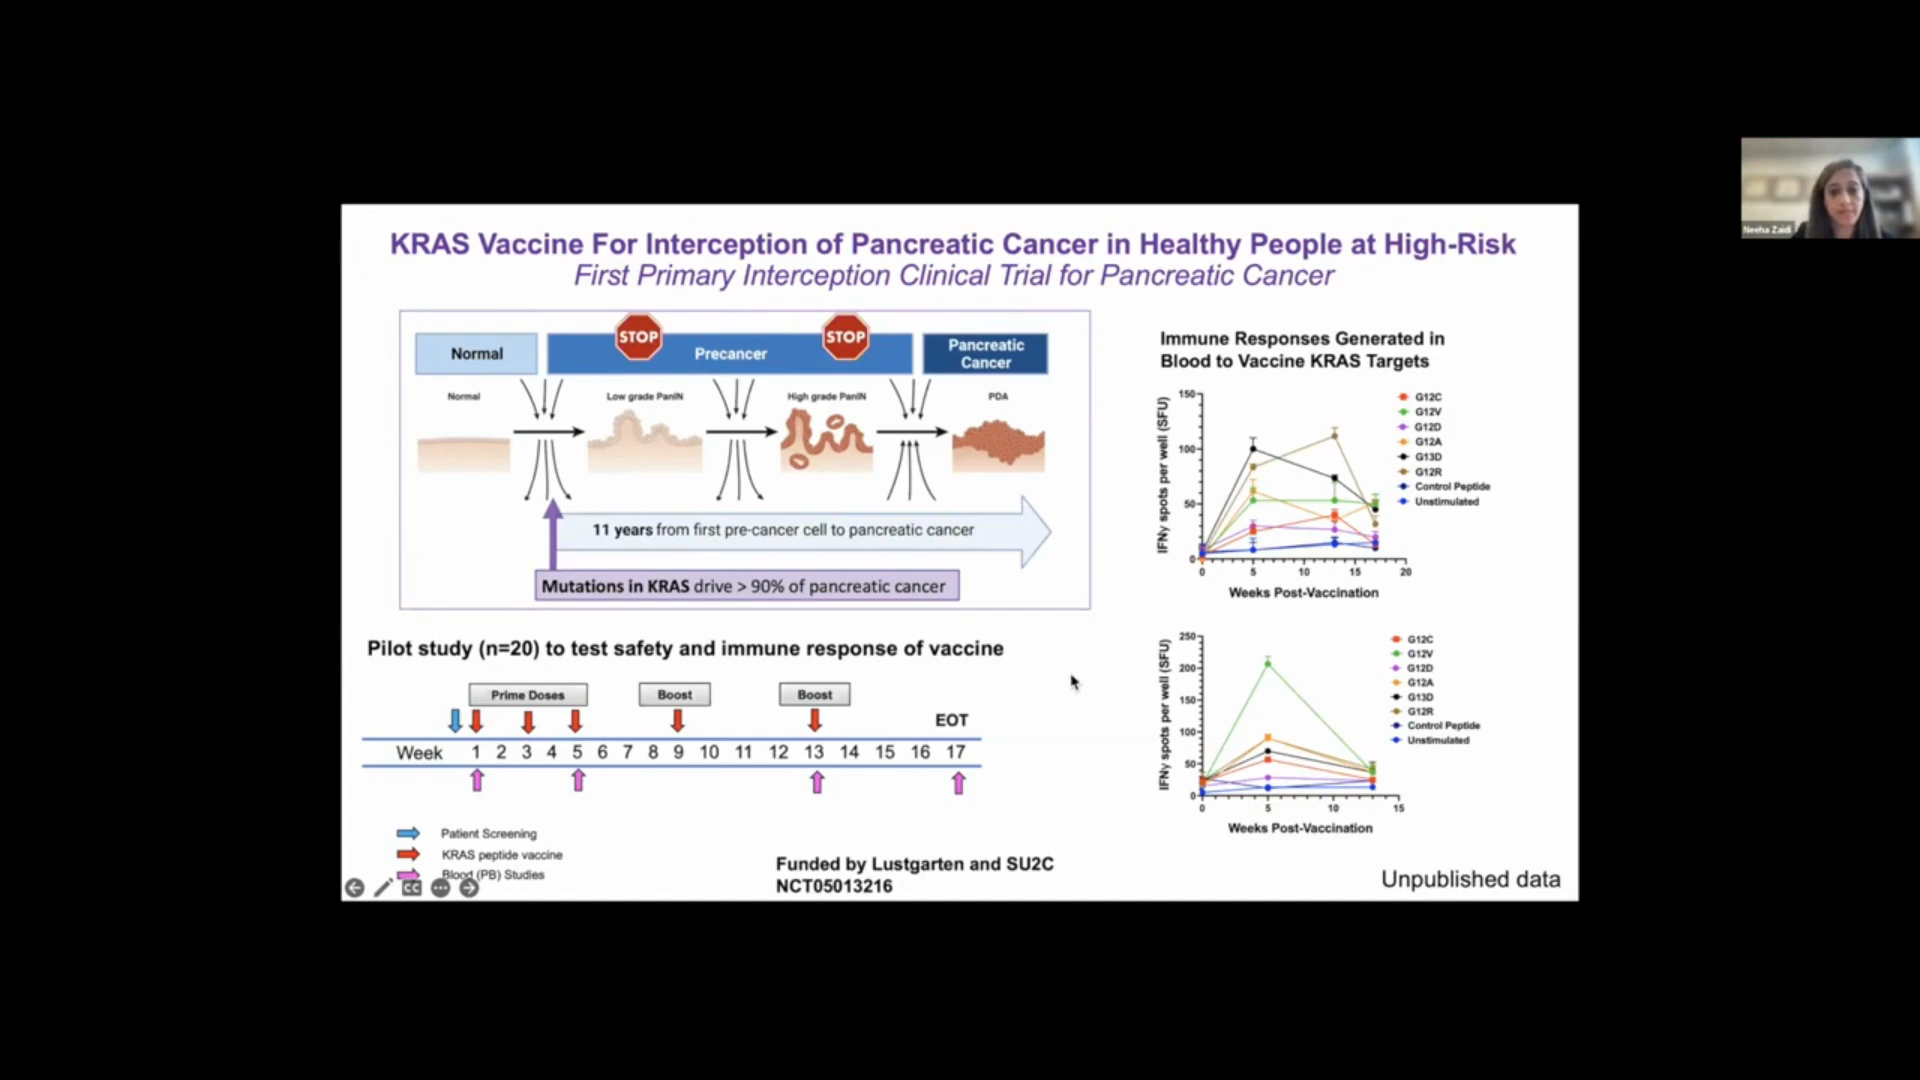 KRAS Vaccine For Interception of Pancreatic Cancer in Healthy People at High-Risk
First Primary Interception Clinical Trial for Pancreatic Cancer
STOP
STOP
Normal
Precancer
Pancreatic
Cancer
Normal
Low grade PanIN
High grade PanIN
PDA
11 years from first pre-cancer cell to pancreatic cancer
Mutations in KRAS drive > 90% of pancreatic cancer
Pilot study (n=20) to test safety and immune response of vaccine
Prime Doses
Boost
Boost
EOT
Week 1 2 3 4 5 6 7 8 9 10 11 12 13 14 15 16 17
Patient Screening
KRAS peptide vaccine
Blood (PB) Studies
CC
Funded by Lustgarten and SU2C
NCT05013216
Immune Responses Generated in
Blood to Vaccine KRAS Targets
IFNγ spots per well (SFU)
150
100
50
0
0 5 10 15 20
Weeks Post-Vaccination
G12C
G12V
G12D
G12A
G13D
G12R
Control Peptide
Unstimulated
IFNγ spots per well (SFU)
250
200
150
100
50
0
0 5 10 15
Weeks Post-Vaccination
G12C
G12V
G12D
G12A
G13D
G12R
Control Peptide
Unstimulated
Unpublished data
Neeha Zaidi